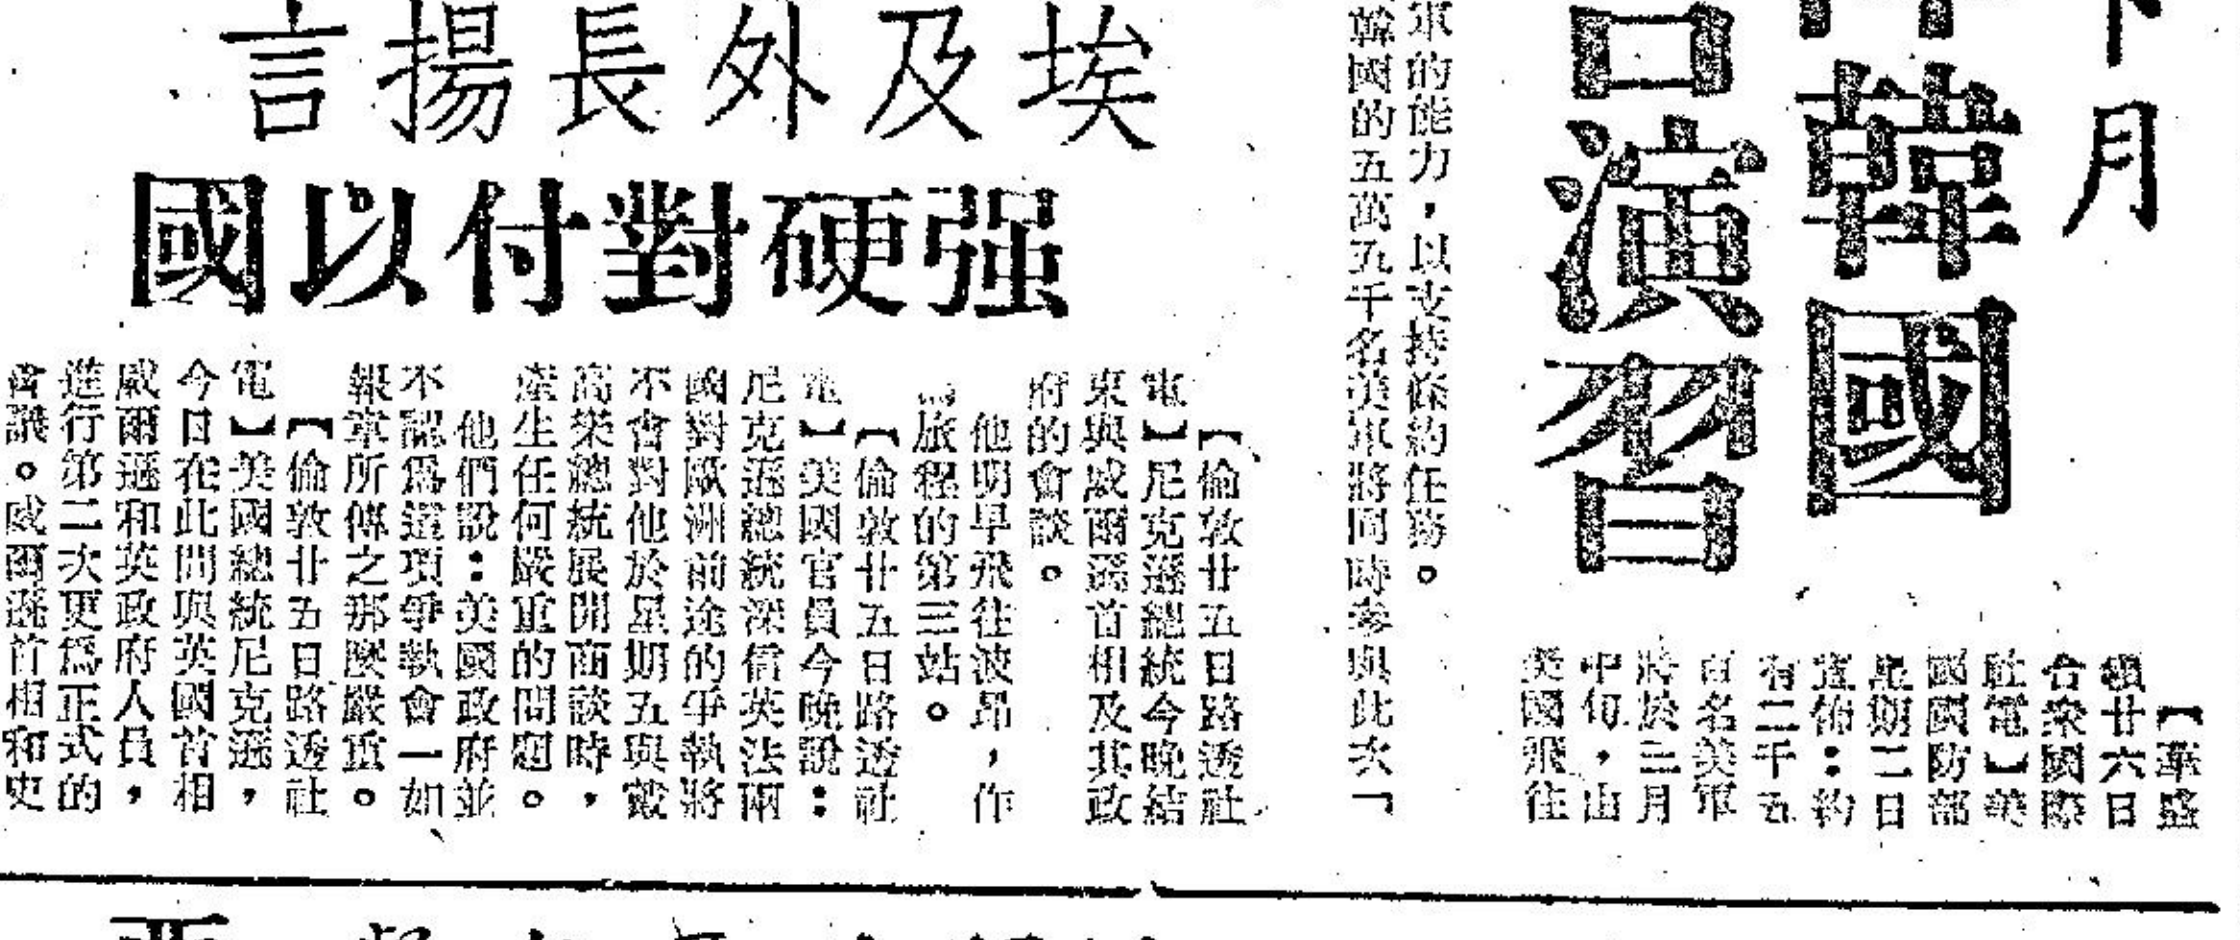 下月
韓國
演習
【華盛
頓廿六日
合衆國際
社電】美
國國防部
星期二日
宣佈：約
有二千五
百名美軍
將於三月
中旬，由
美國飛往
軍的能力，以支持條約任務。
韓國的五萬五千名美軍將同時參與此次「
埃及外長揚言
强硬對付以國
【倫敦廿五日路透社
電】尼克遜總統今晚結
束與威爾遜首相及其政
府的會談。
他明早飛往波昂，作
旅程的第三站。
【倫敦廿五日路透社
電】美國官員今晚說：
尼克遜總統深信英法兩
國對歐洲前途的爭執將
不會對他於星期五與戴
高樂總統展開面談時，
產生任何嚴重的問題。
他們說：美國政府並
不認爲這項爭執會一如
報章所傳之那麽嚴重。
【倫敦廿五日路透社
電】美國總統尼克遜，
今日在此間與英國首相
威爾遜和英政府人員，
進行第二次更爲正式的
會議。威爾遜首相和史